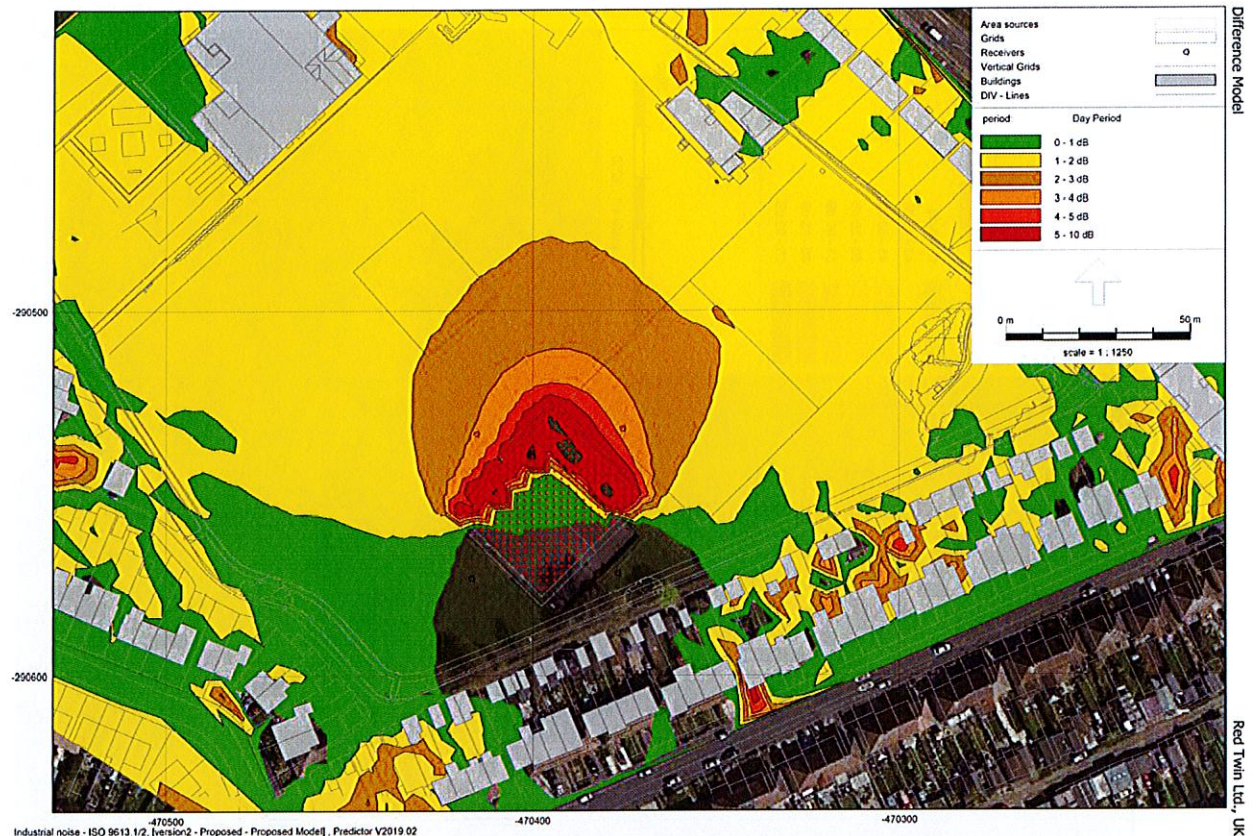 Difference Model
Area sources
Grids
Receivers
Vertical Grids
Buildings
DIV - Lines
period
Day Period
0 - 1 dB
1 - 2 dB
2 - 3 dB
3 - 4 dB
4 - 5 dB
5 - 10 dB
0 m
50 m
scale = 1 : 1250
-290500
-290600
-470500
-470400
-470300
Industrial noise - ISO 9613.1/2, [version2 - Proposed - Proposed Model] , Predictor V2019.02
Red Twin Ltd., UK